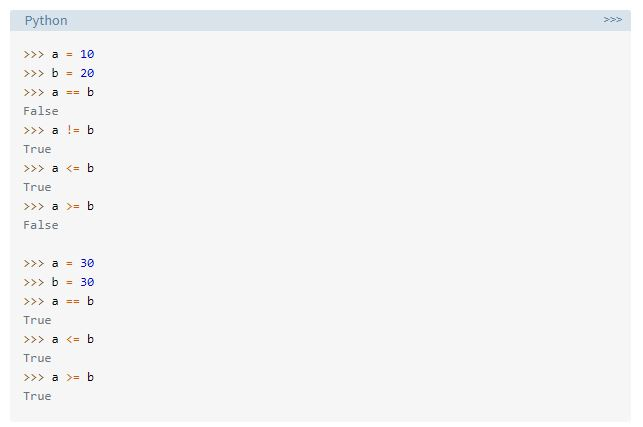 Python >>>
>>> a = 10
>>> b = 20
>>> a == b
False
>>> a != b
True
>>> a <= b
True
>>> a >= b
False
>>> a = 30
>>> b = 30
>>> a == b
True
>>> a <= b
True
>>> a >= b
True